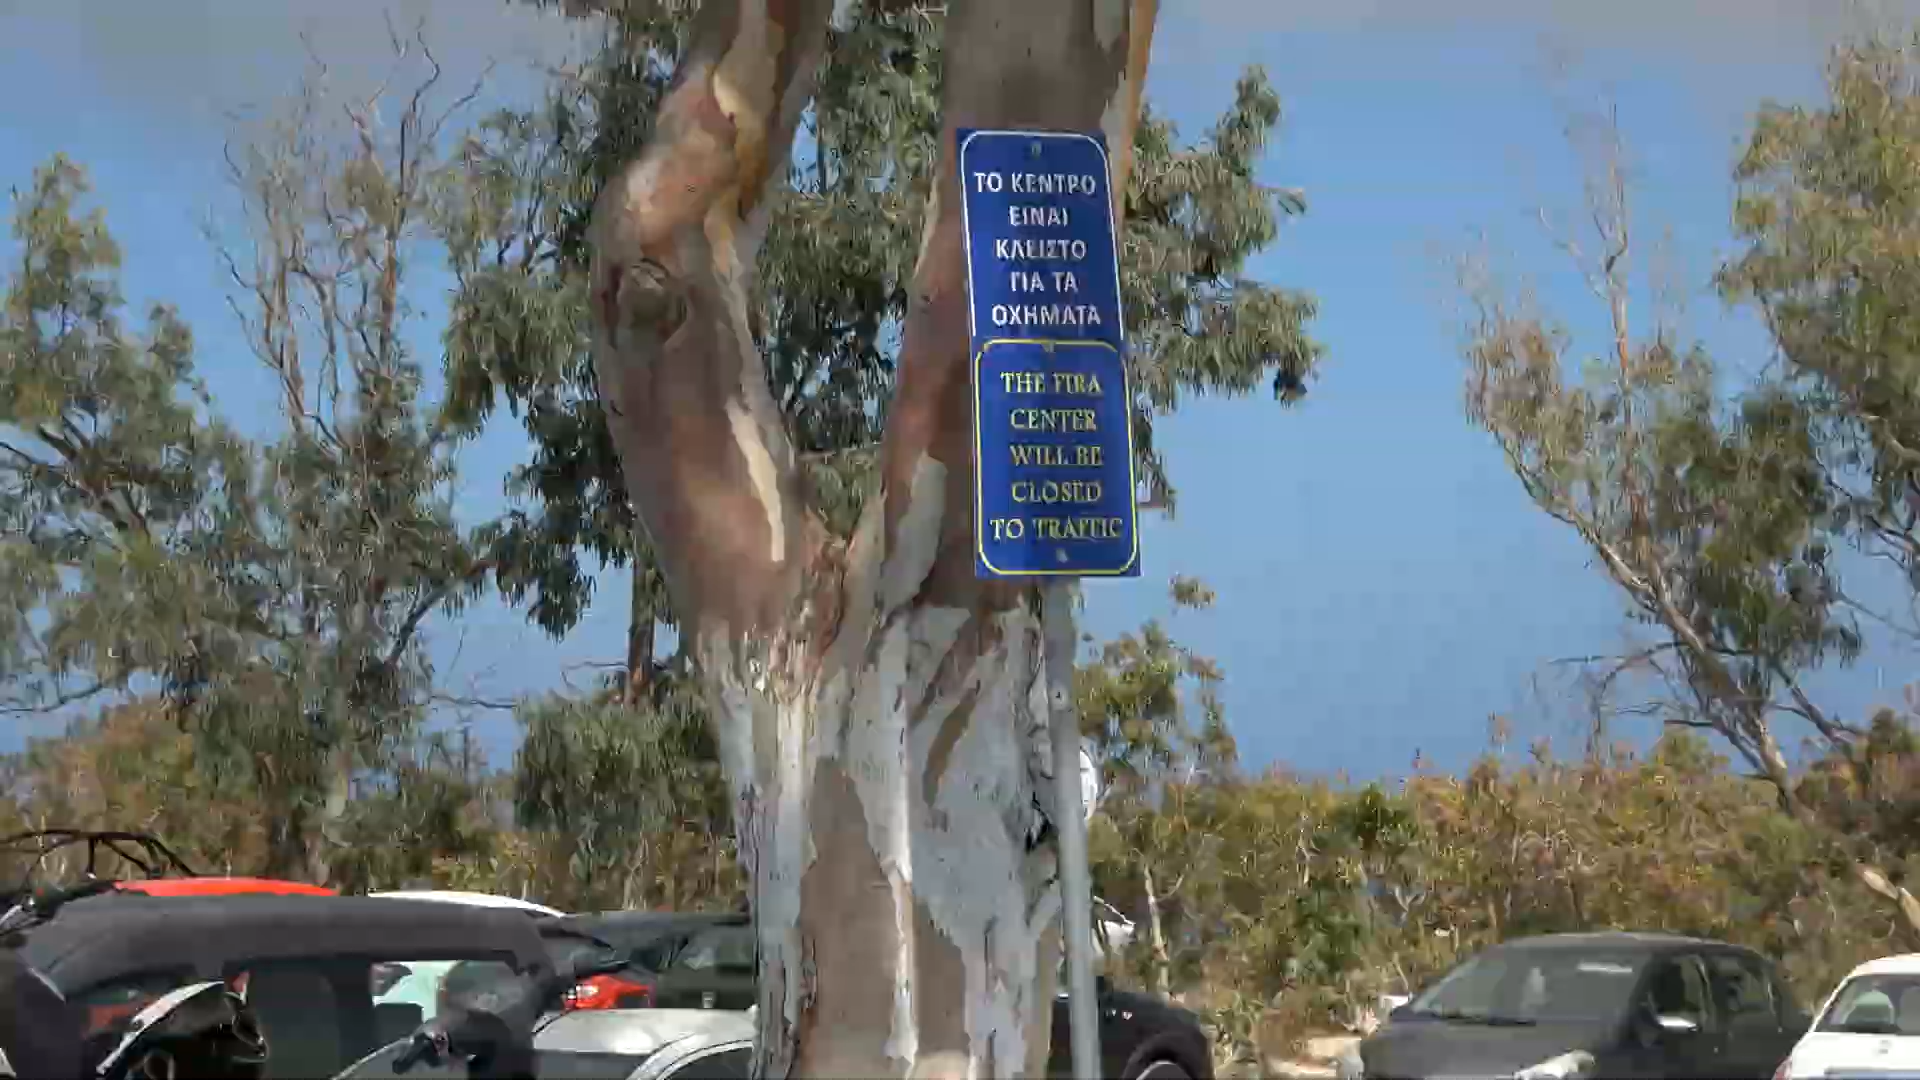 ΤΟ ΚΕΝΤΡΟ
ΕΙΝΑΙ
ΚΛΕΙΣΤΟ
ΓΙΑ ΤΑ
ΟΧΗΜΑΤΑ
THE FIRA
CENTER
WILL BE
CLOSED
TO TRAFFIC